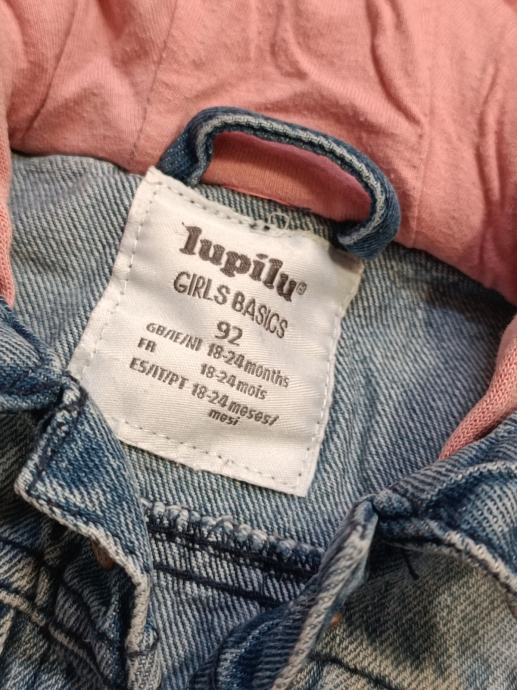 lupilu®
GIRLS BASICS
92
GB/IE/NI 18-24 months
FR 18-24 mois
ES/IT/PT 18-24 meses/
mesi